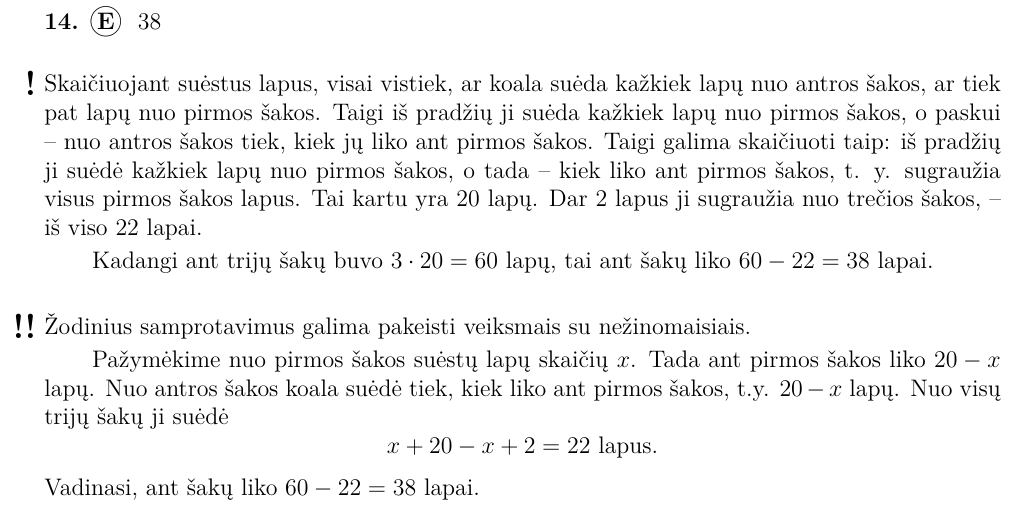 14. Ⓔ 38
! Skaičiuojant suėstus lapus, visai vistiek, ar koala suėda kažkiek lapų nuo antros šakos, ar tiek
pat lapų nuo pirmos šakos. Taigi iš pradžių ji suėda kažkiek lapų nuo pirmos šakos, o paskui
– nuo antros šakos tiek, kiek jų liko ant pirmos šakos. Taigi galima skaičiuoti taip: iš pradžių
ji suėdė kažkiek lapų nuo pirmos šakos, o tada – kiek liko ant pirmos šakos, t. y. sugraužia
visus pirmos šakos lapus. Tai kartu yra 20 lapų. Dar 2 lapus ji sugraužia nuo trečios šakos, –
iš viso 22 lapai.
Kadangi ant trijų šakų buvo 3 · 20 = 60 lapų, tai ant šakų liko 60 − 22 = 38 lapai.
!! Žodinius samprotavimus galima pakeisti veiksmais su nežinomaisiais.
Pažymėkime nuo pirmos šakos suėstų lapų skaičių x. Tada ant pirmos šakos liko 20 − x
lapų. Nuo antros šakos koala suėdė tiek, kiek liko ant pirmos šakos, t.y. 20 − x lapų. Nuo visų
trijų šakų ji suėdė
x + 20 − x + 2 = 22 lapus.
Vadinasi, ant šakų liko 60 − 22 = 38 lapai.